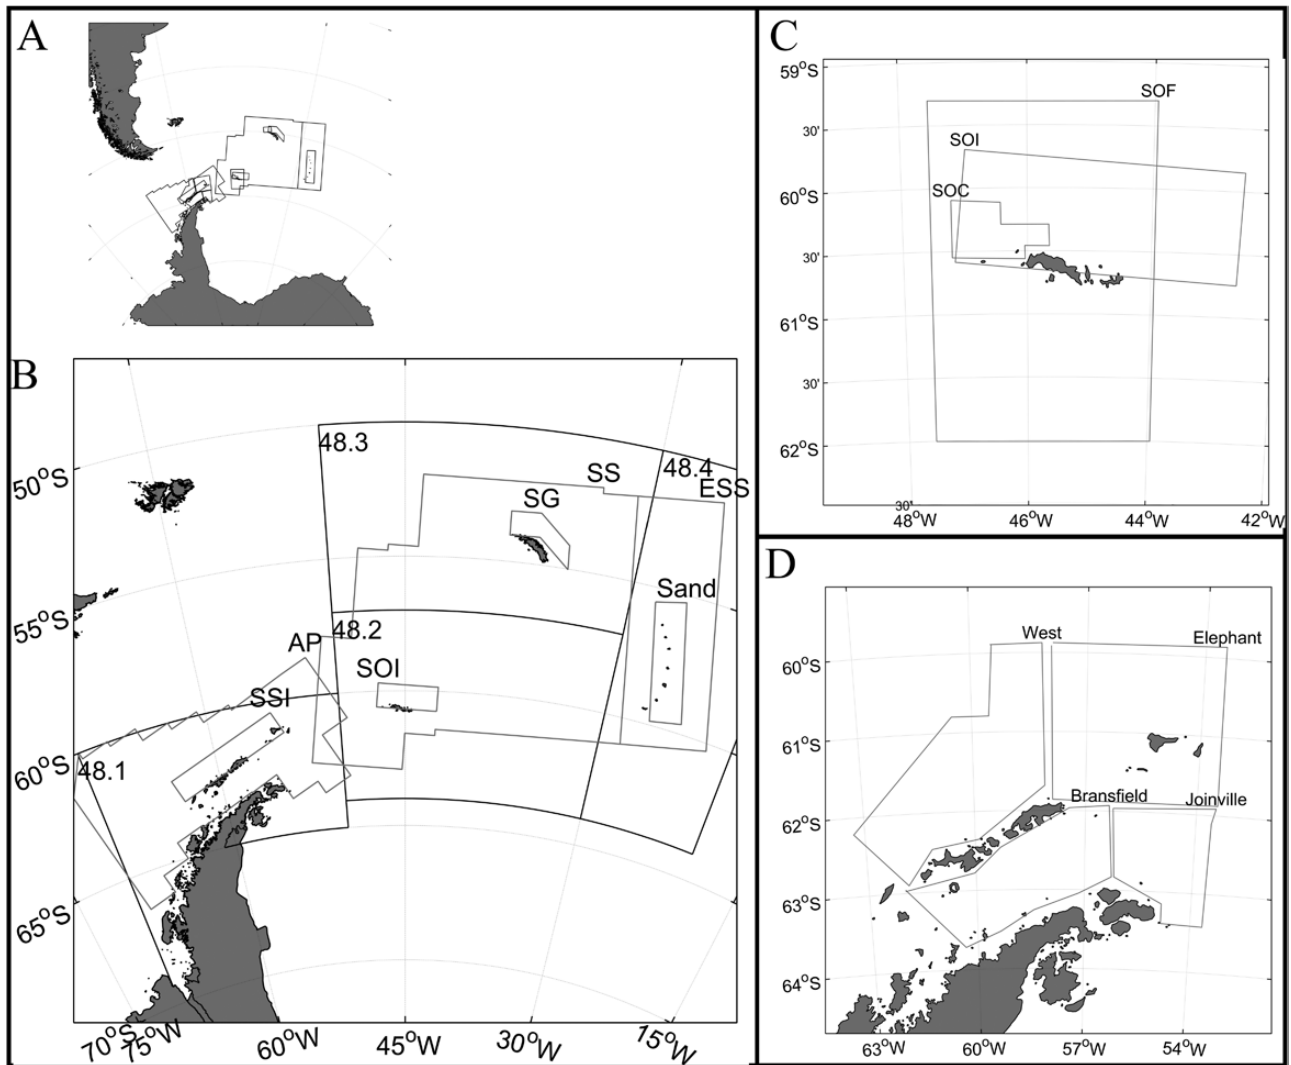 A
B
50°S
55°S
60°S
65°S
70°S
75°W
60°W
45°W
30°W
15°W
48.3
48.4
SS
ESS
SG
Sand
48.2
AP
SOI
SSI
48.1
C
59°S
30'
60°S
30'
61°S
30'
62°S
30'
48°W
46°W
44°W
42°W
SOF
SOI
SOC
D
60°S
61°S
62°S
63°S
64°S
63°W
60°W
57°W
54°W
West
Elephant
Bransfield
Joinville